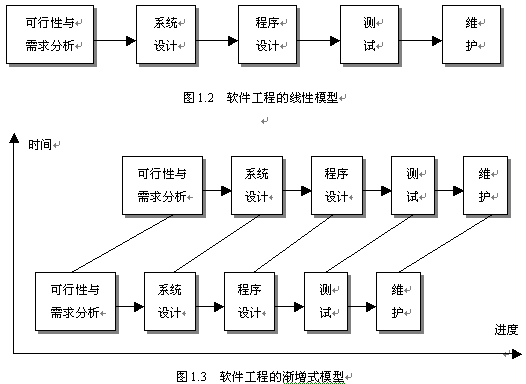 可行性与 系统 程序 测 维
需求分析 设计 设计 试 护
图 1.2 软件工程的线性模型
时间
可行性与 系统 程序 测 维
需求分析 设计 设计 试 护
可行性与 系统 程序 测 维
需求分析 设计 设计 试 护
进度
图 1.3 软件工程的渐增式模型